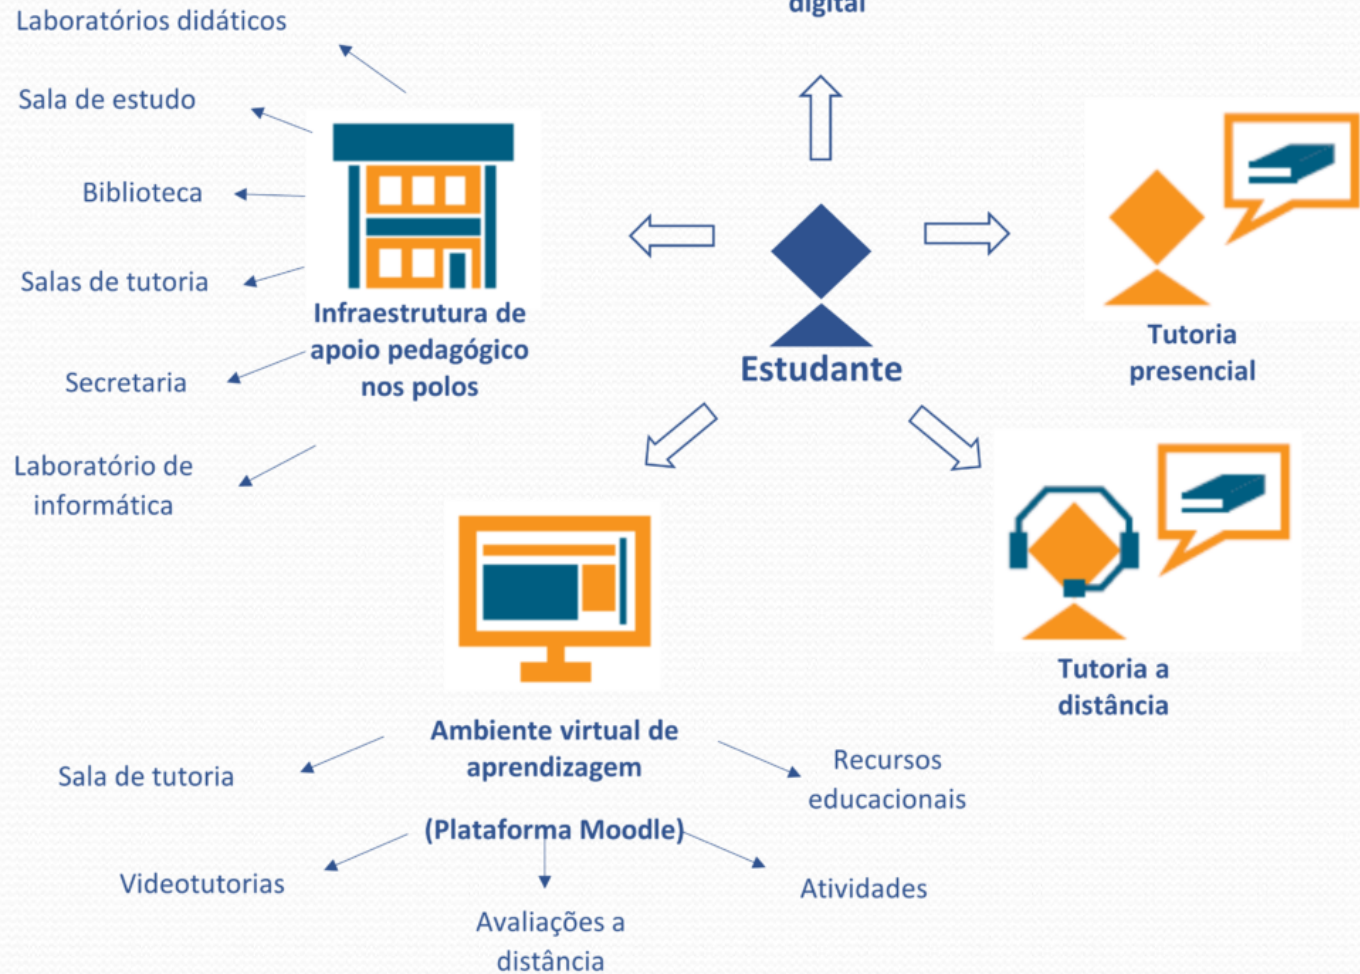 digital
Laboratórios didáticos
Sala de estudo
Biblioteca
Salas de tutoria
Secretaria
Laboratório de
informática
Infraestrutura de
apoio pedagógico
nos polos
Estudante
Tutoria
presencial
Tutoria a
distância
Ambiente virtual de
aprendizagem
(Plataforma Moodle)
Sala de tutoria
Videotutorias
Avaliações a
distância
Recursos
educacionais
Atividades